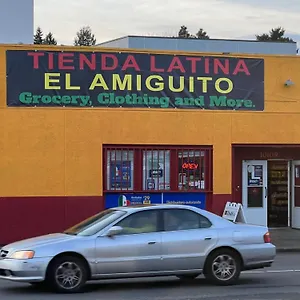 TIENDA LATINA
EL AMIGUITO
Grocery, Clothing and More.
OPEN